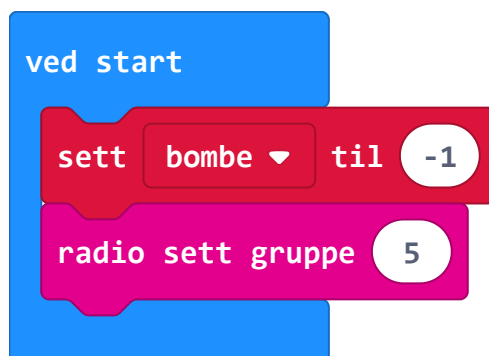 ved start
sett bombe til -1
radio sett gruppe 5